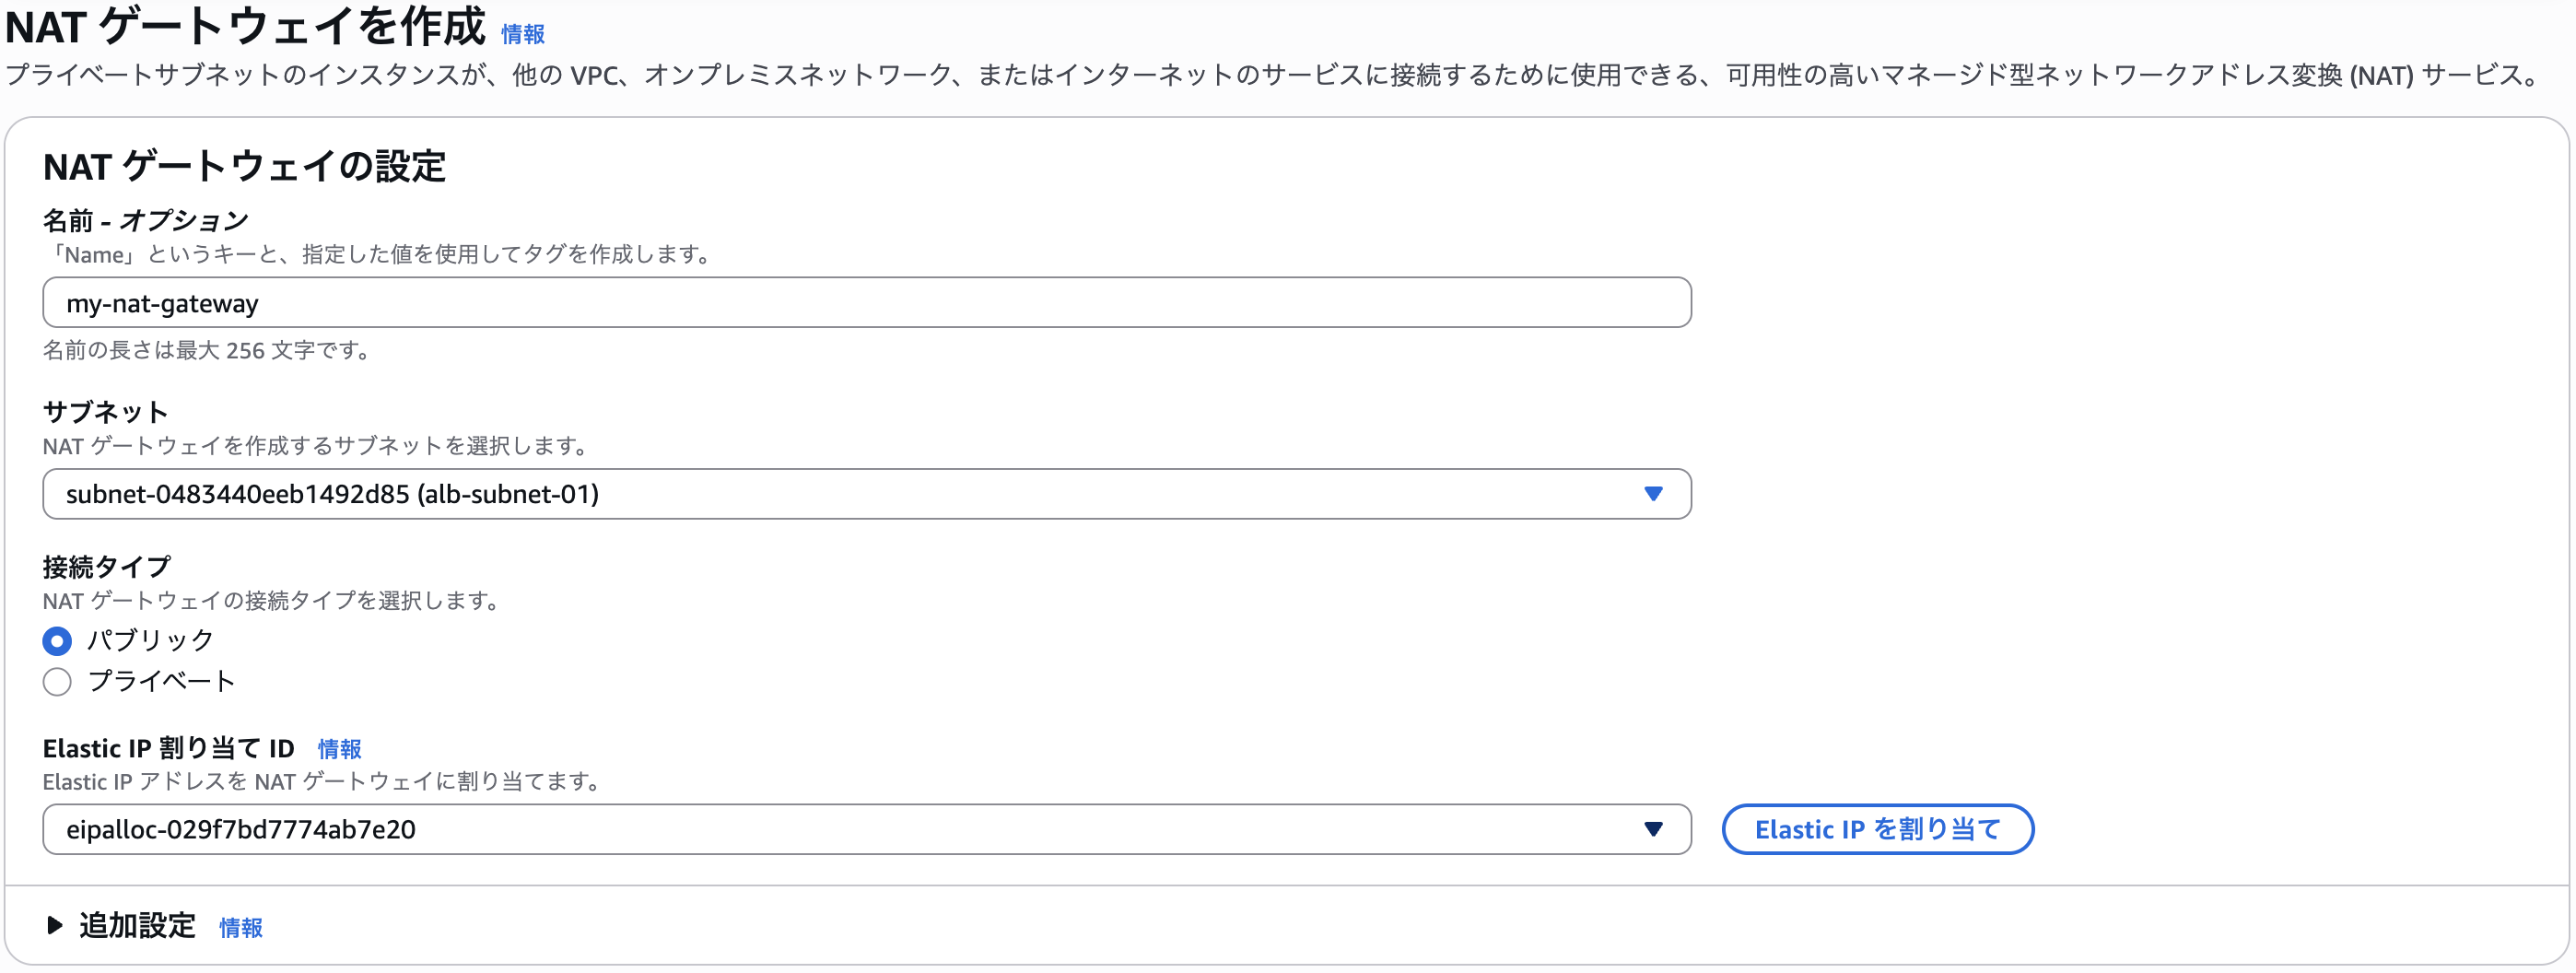 NAT ゲートウェイを作成 情報
プライベートサブネットのインスタンスが、他の VPC、オンプレミスネットワーク、またはインターネットのサービスに接続するために使用できる、可用性の高いマネージド型ネットワークアドレス変換 (NAT) サービス。
NAT ゲートウェイの設定
名前 - オプション
「Name」というキーと、指定した値を使用してタグを作成します。
my-nat-gateway
名前の長さは最大 256 文字です。
サブネット
NAT ゲートウェイを作成するサブネットを選択します。
subnet-0483440eeb1492d85 (alb-subnet-01)
接続タイプ
NAT ゲートウェイの接続タイプを選択します。
パブリック
プライベート
Elastic IP 割り当て ID 情報
Elastic IP アドレスを NAT ゲートウェイに割り当てます。
eipalloc-029f7bd7774ab7e20
Elastic IP を割り当て
追加設定 情報